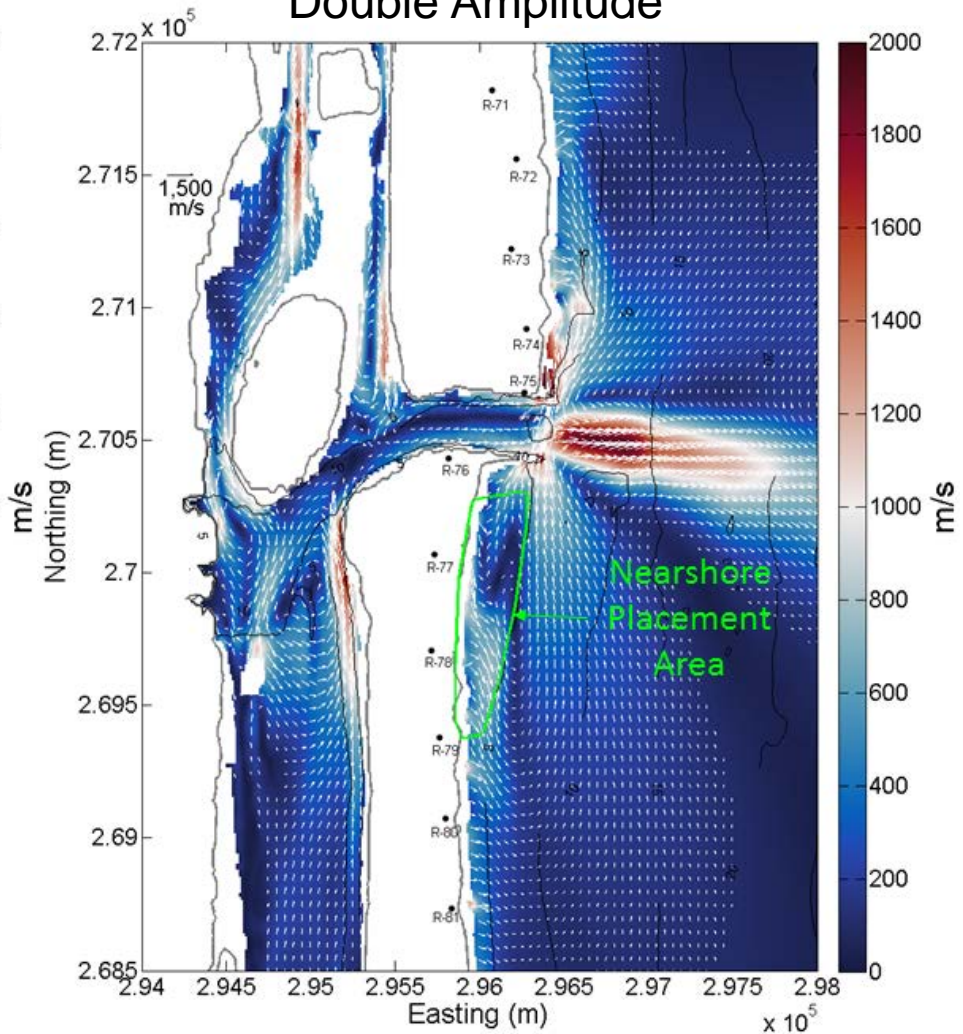 Double Amplitude
x 10^5
2.72
2.715
2.71
2.705
2.7
2.695
2.69
2.685
m/s
Northing (m)
1,500
m/s
R-71
R-72
R-73
R-74
R-75
R-76
R-77
R-78
R-79
R-80
R-81
Nearshore
Placement
Area
2.94
2.945
2.95
2.955
2.96
2.965
2.97
2.975
2.98
Easting (m)
x 10^5
2000
1800
1600
1400
1200
1000
800
600
400
200
0
m/s